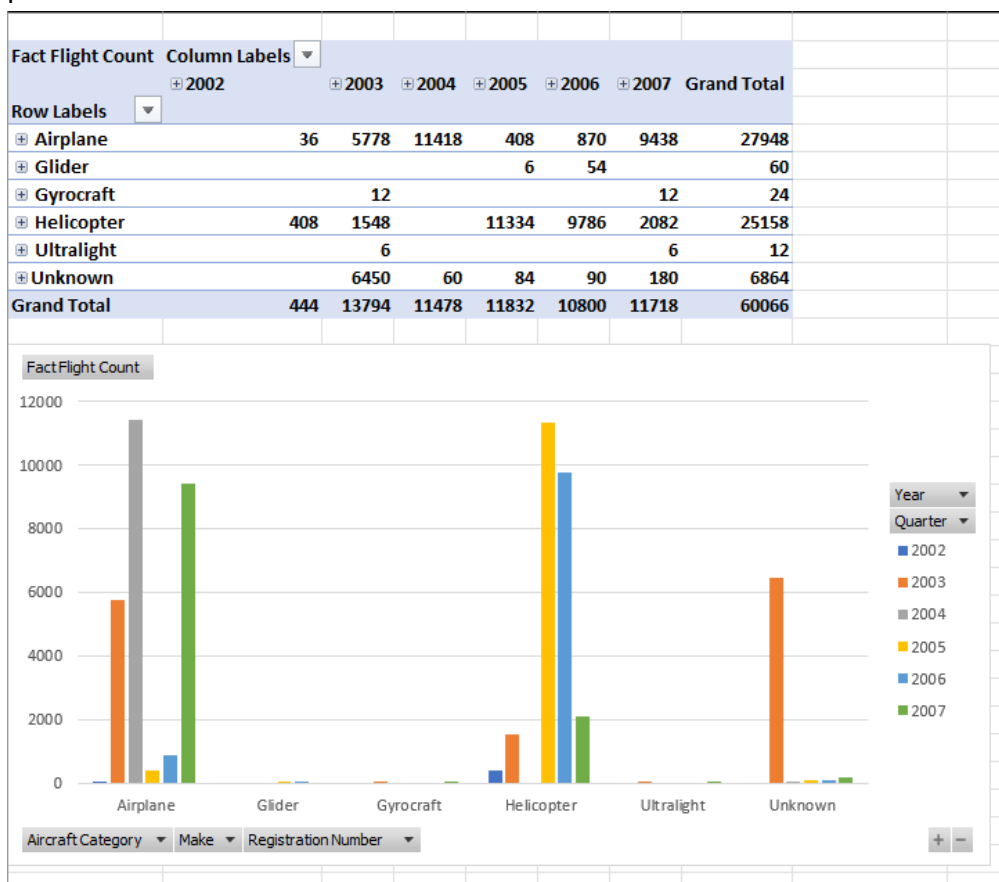 Fact Flight Count Column Labels
2002 2003 2004 2005 2006 2007 Grand Total
Row Labels
Airplane 36 5778 11418 408 870 9438 27948
Glider 6 54 60
Gyrocraft 12 12 24
Helicopter 408 1548 11334 9786 2082 25158
Ultralight 6 6 12
Unknown 6450 60 84 90 180 6864
Grand Total 444 13794 11478 11832 10800 11718 60066
Fact Flight Count
12000
10000
8000
6000
4000
2000
0
Airplane Glider Gyrocraft Helicopter Ultralight Unknown
Year
Quarter
2002
2003
2004
2005
2006
2007
Aircraft Category Make Registration Number + -